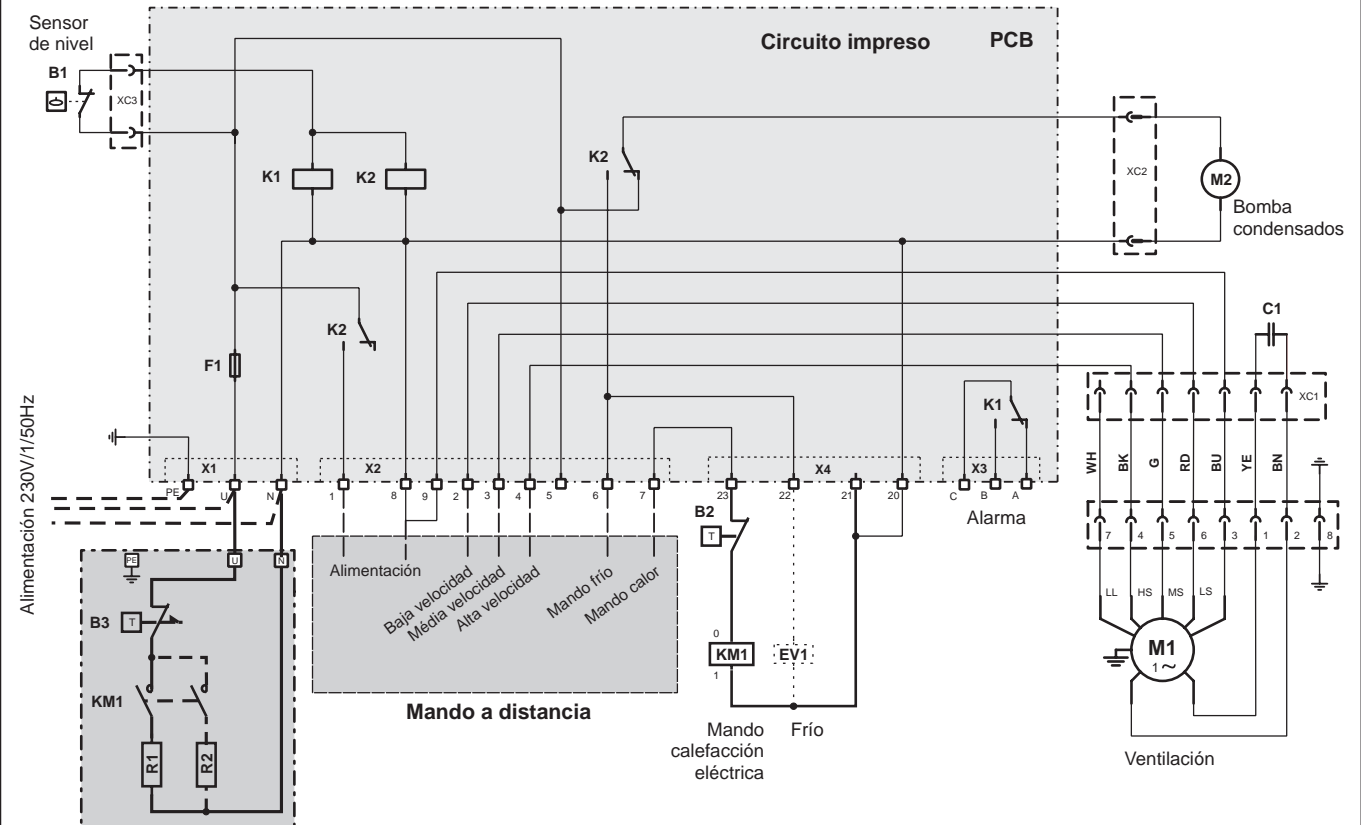 Sensor
de nivel
B1
XC3
Circuito impreso PCB
K1
K2
K2
XC2
M2
Bomba
condensados
K2
F1
C1
XC1
K1
Alimentación 230V/1/50Hz
X1
X2
X4
X3
PE
U
N
1
8
9
2
3
4
5
6
7
23
22
21
20
C
B
A
Alarma
WH
BK
G
RD
BU
YE
BN
7
4
5
6
3
1
2
8
LL
HS
MS
LS
M1
1~
Ventilación
B2
T
0
KM1
1
EV1
Mando
calefacción
eléctrica
Frío
Alimentación
Baja velocidad
Média velocidad
Alta velocidad
Mando frío
Mando calor
Mando a distancia
PE
U
N
B3
T
KM1
R1
R2